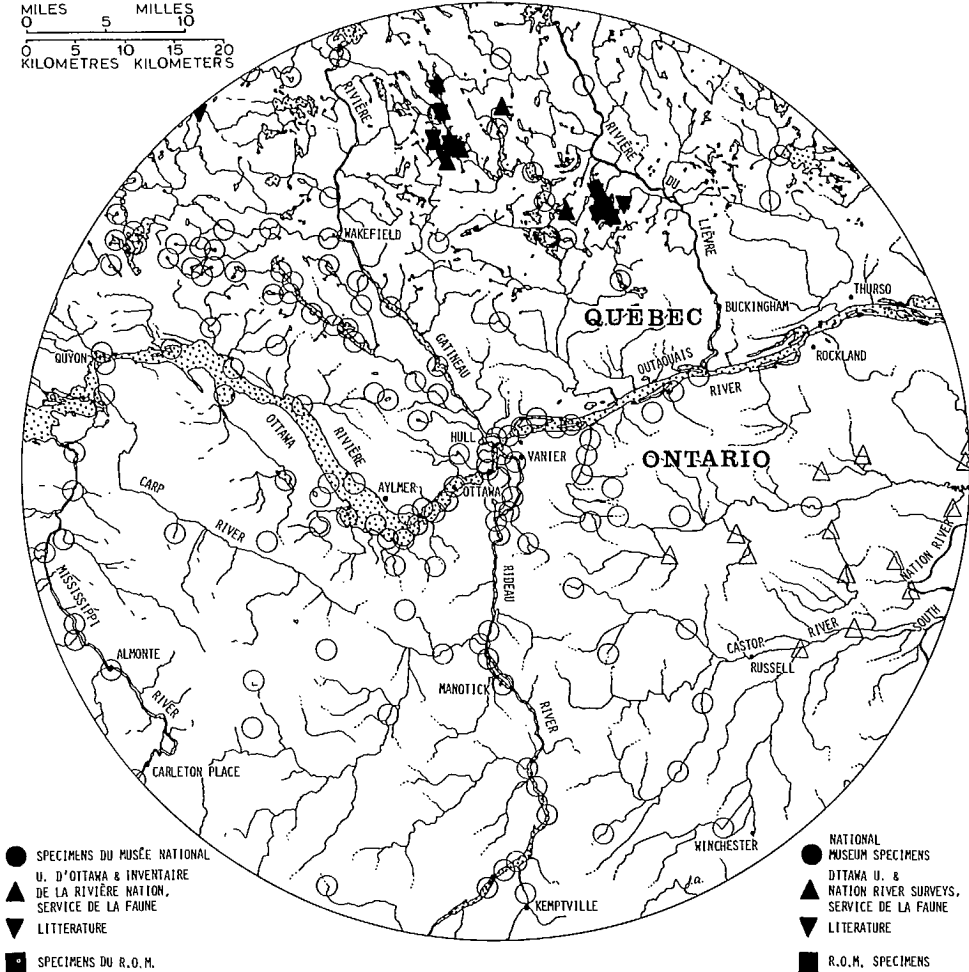 MILES MILLES
0 5 10
0 5 10 15 20
KILOMETRES KILOMETERS
RIVIÈRE
RIVIÈRE
DU
LIÈVRE
WAKEFIELD
THURSO
BUCKINGHAM
QUÉBEC
GATINEAU
ROCKLAND
QUYON
OUTAOUAIS
RIVER
OTTAWA
RIVIÈRE
HULL
VANIER
ONTARIO
CARP
RIVER
AYLMER
OTTAWA
NATION RIVER
RIDEAU
MISSISSIPPI
SOUTH
CASTOR
RIVER
RUSSELL
ALMONTE
MANOTICK
RIVER
RIVER
CARLETON PLACE
WINCHESTER
KEMPTVILLE
j.a.
SPECIMENS DU MUSÉE NATIONAL
U. D'OTTAWA & INVENTAIRE
DE LA RIVIÈRE NATION,
SERVICE DE LA FAUNE
LITTERATURE
SPECIMENS DU R.O.M.
NATIONAL
MUSEUM SPECIMENS
OTTAWA U. &
NATION RIVER SURVEYS,
SERVICE DE LA FAUNE
LITERATURE
R.O.M. SPECIMENS